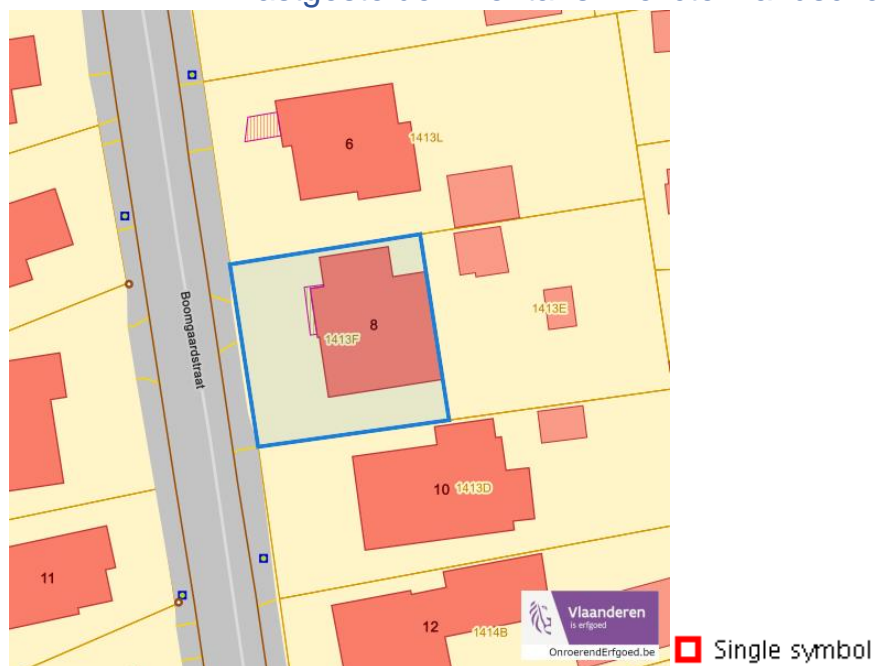 6
1413L
Boomgaardstraat
8
1413F
1413E
10
1413D
11
12
1414B
Vlaanderen
is erfgoed
OnroerendErfgoed.be
Single symbol